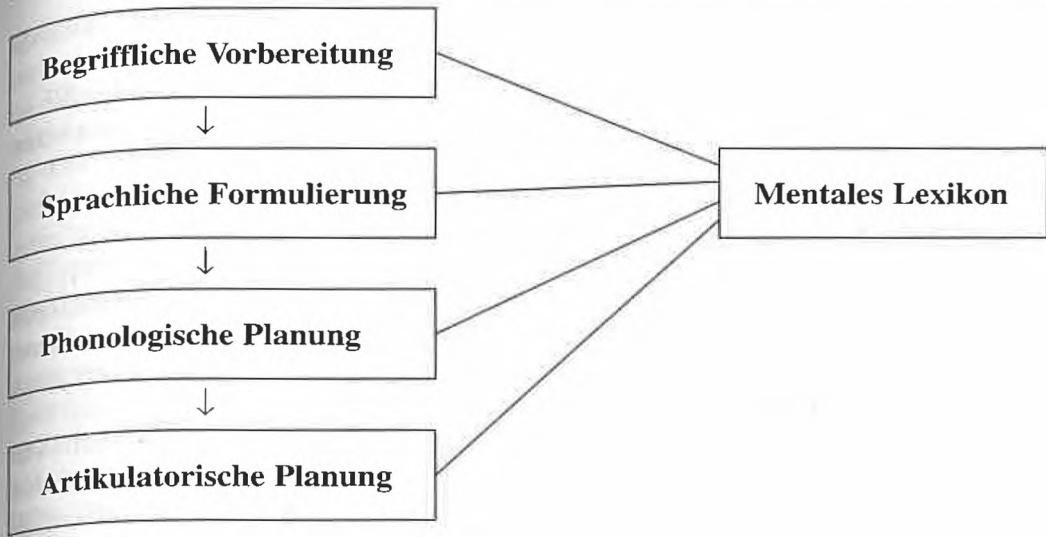 Begriffliche Vorbereitung
↓
Sprachliche Formulierung
Mentales Lexikon
↓
Phonologische Planung
↓
Artikulatorische Planung